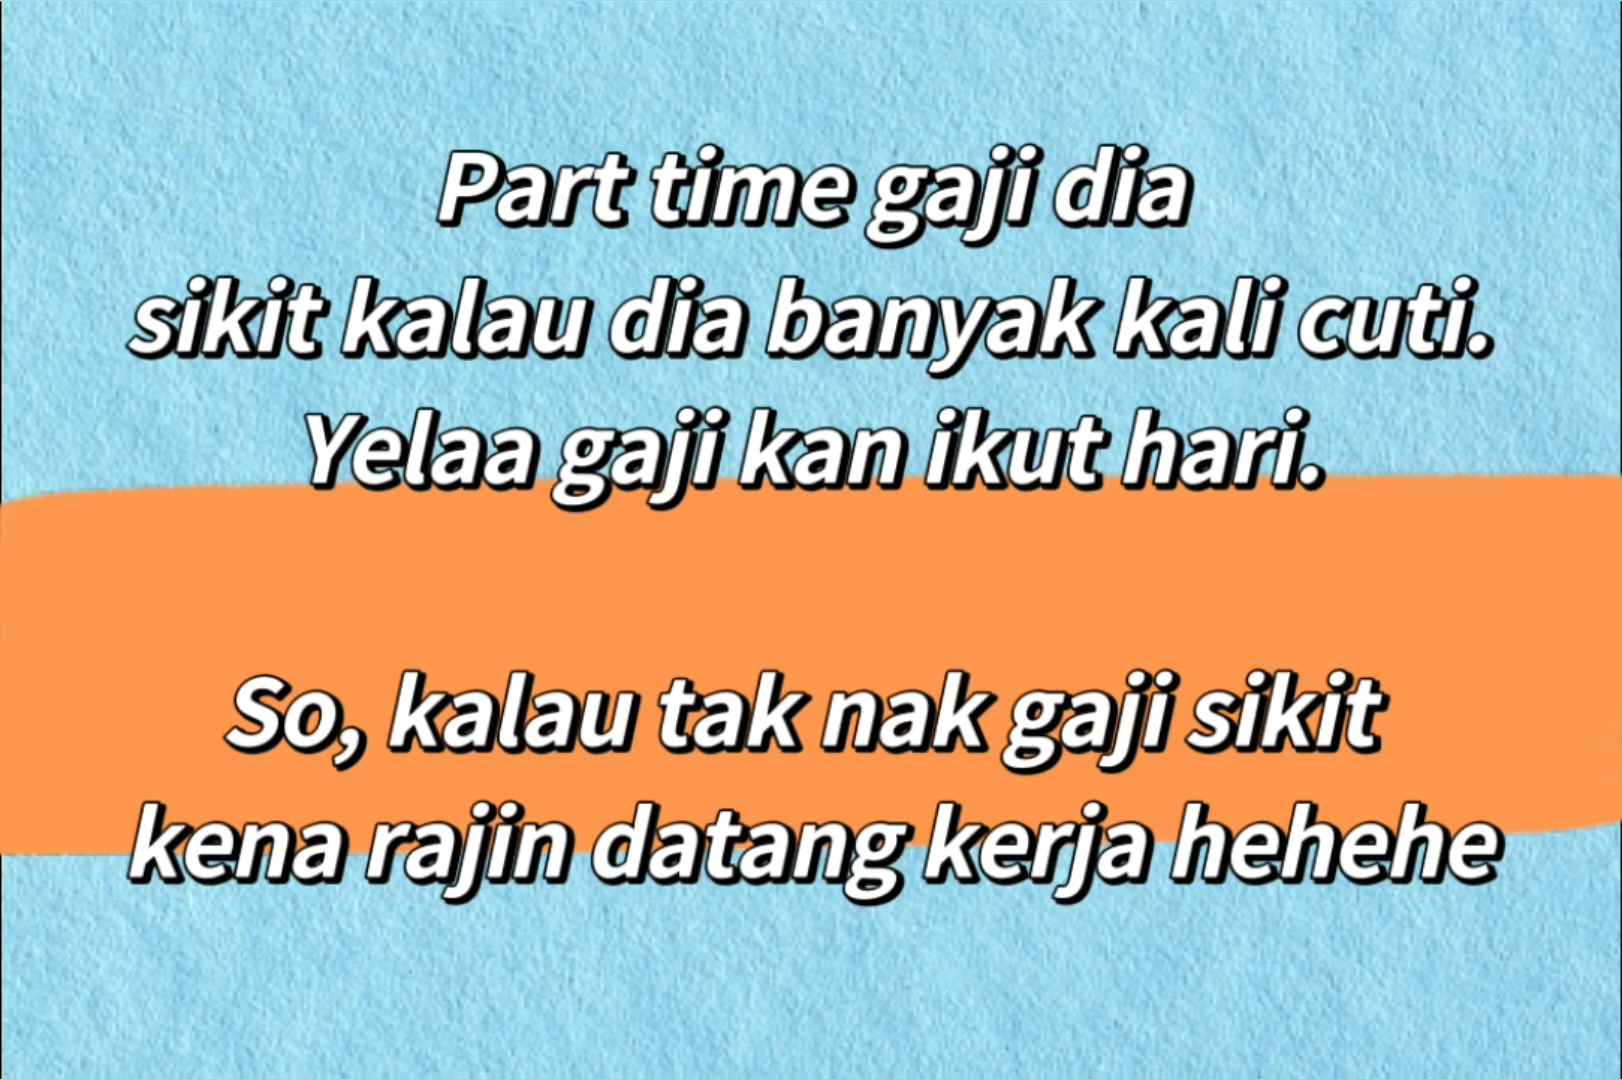 Part time gaji dia
sikit kalau dia banyak kali cuti.
Yelaa gaji kan ikut hari.
So, kalau tak nak gaji sikit
kena rajin datang kerja hehehe